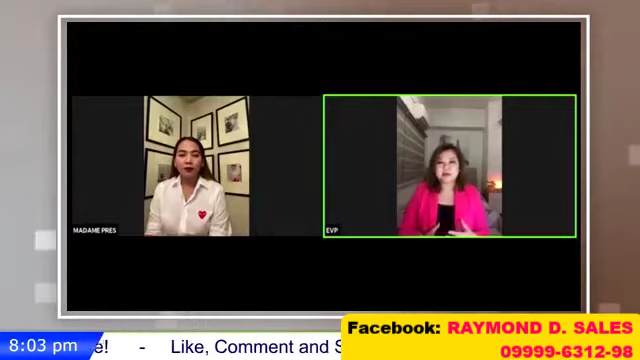 MADAME PRES
EVP
Facebook: RAYMOND D. SALES
09999-6312-98
8:03 pm
e! - Like, Comment and S